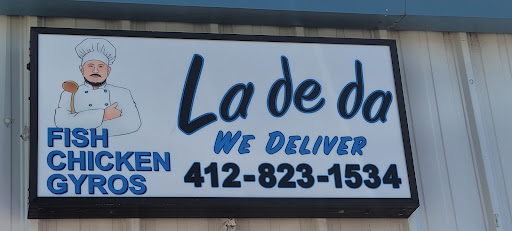 La de da
WE DELIVER
FISH
CHICKEN
GYROS
412-823-1534